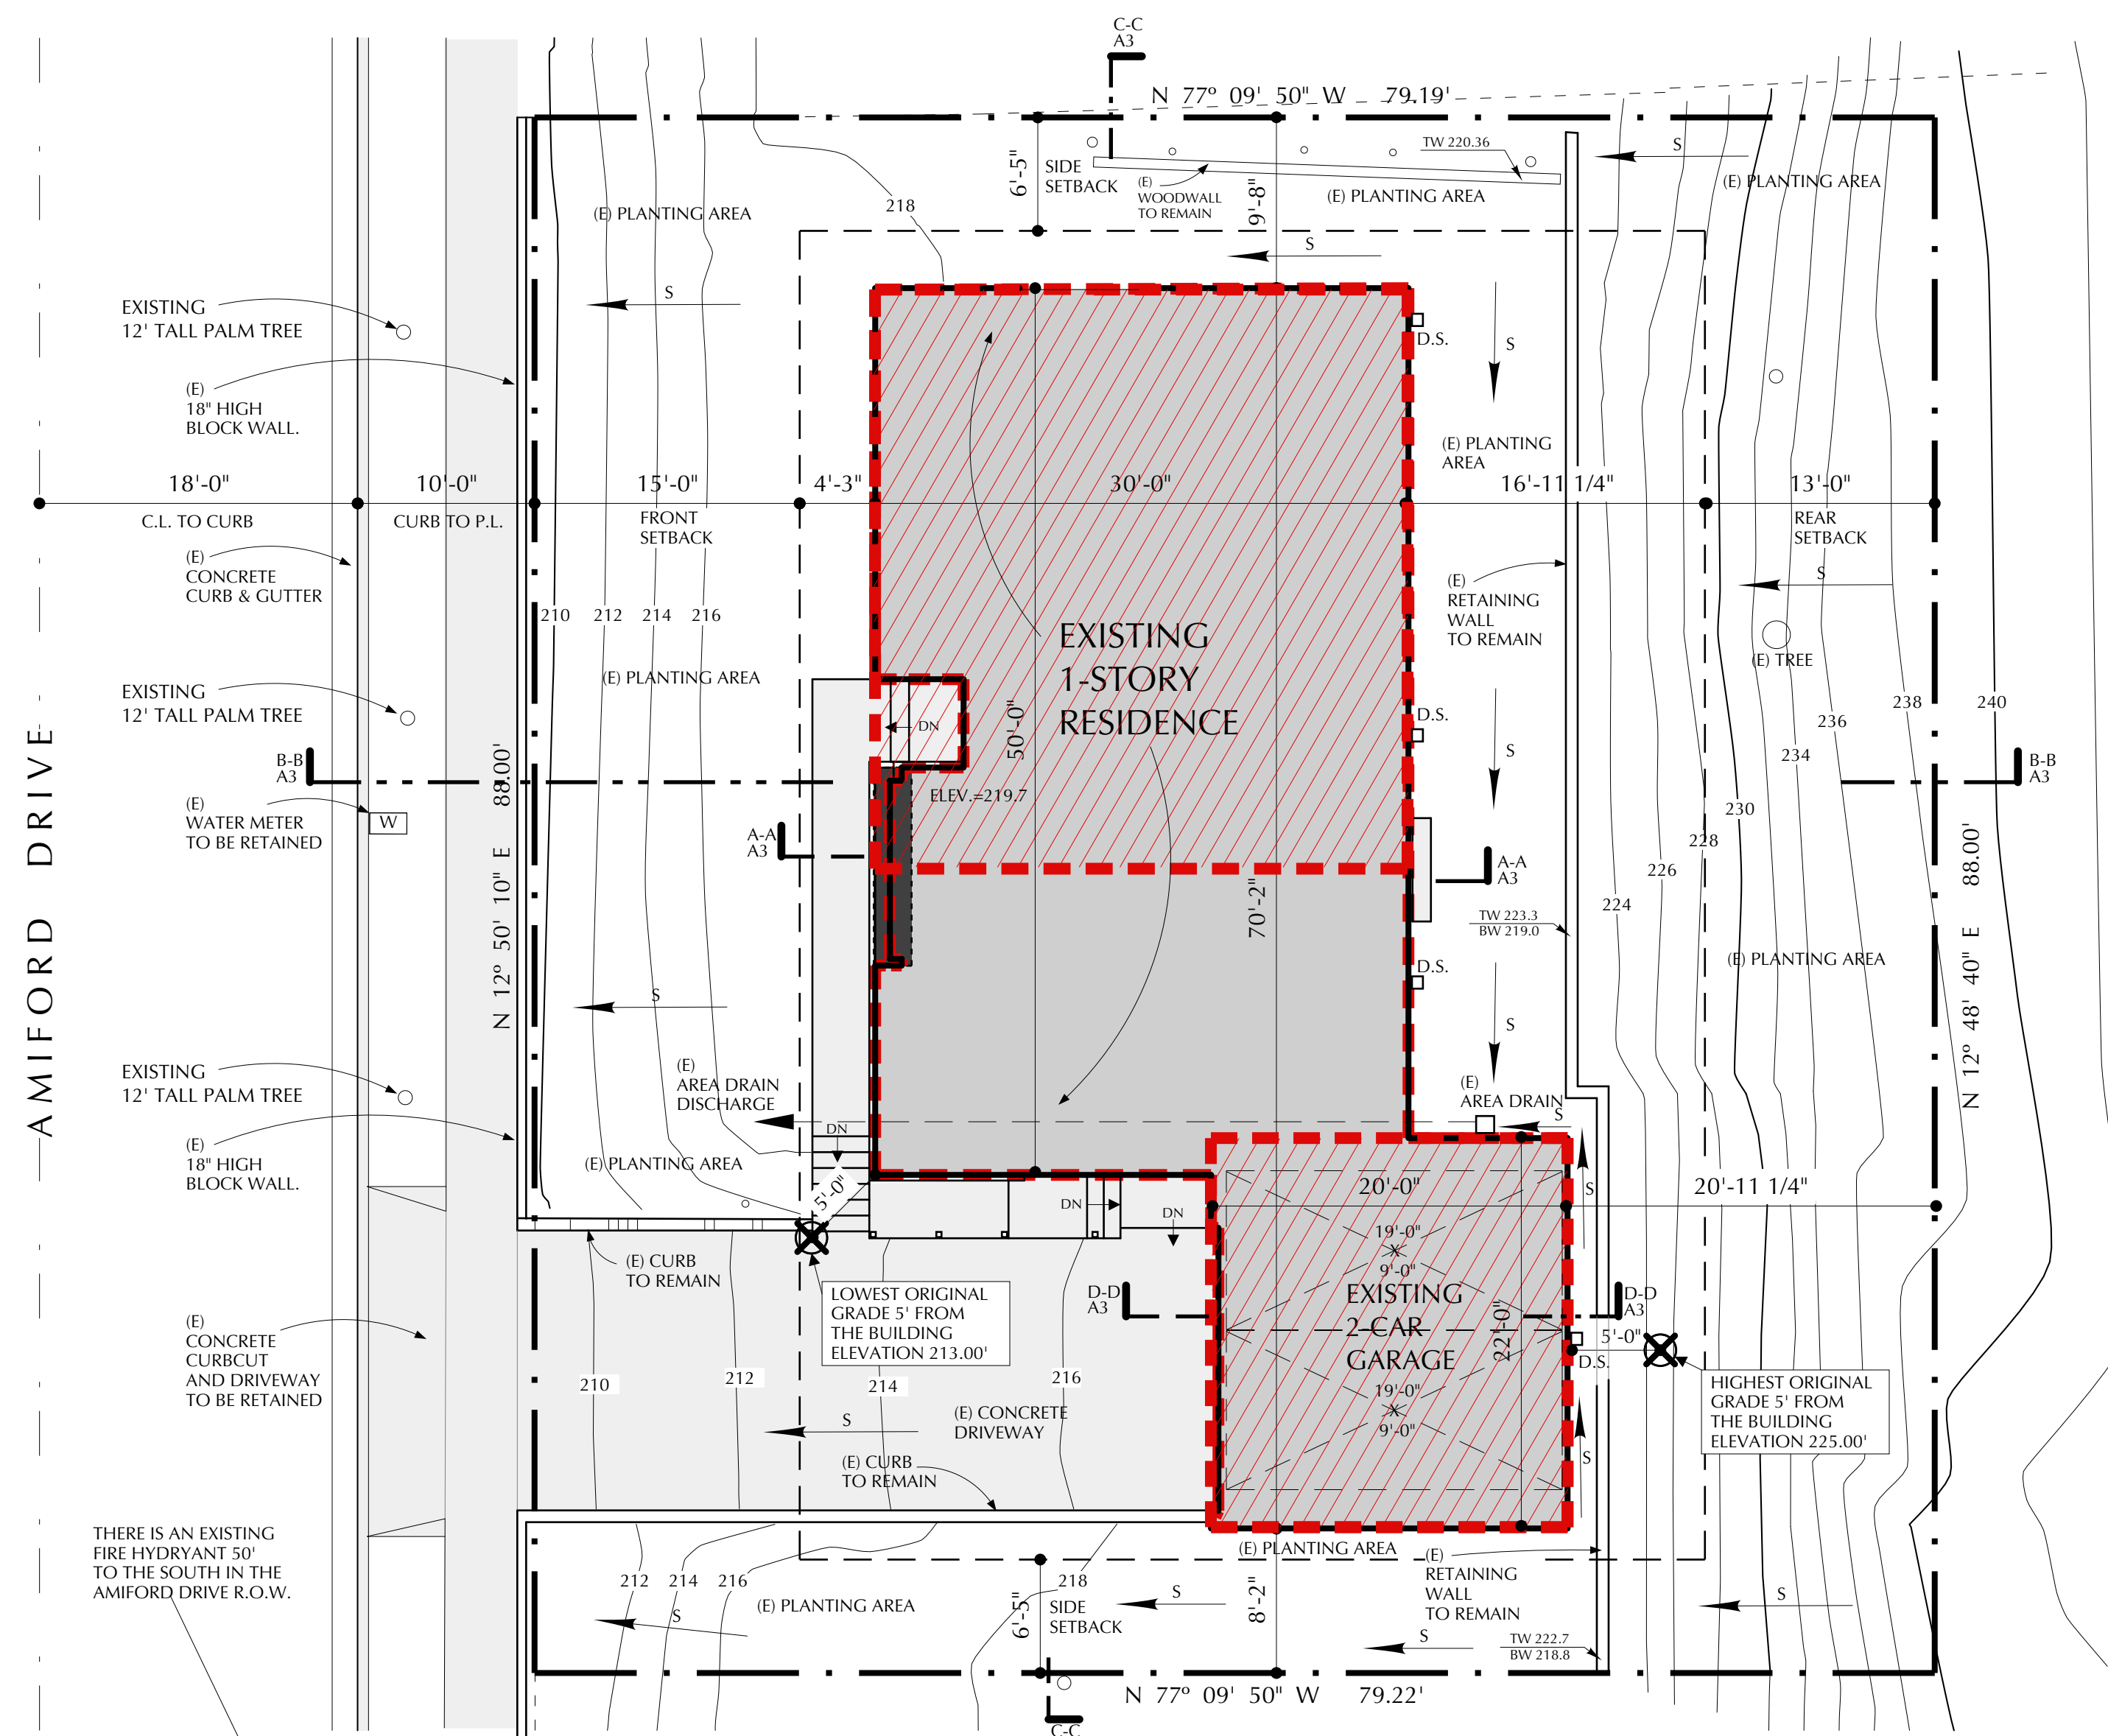 C-C
A3
N 77º 09' 50" W 79.19'
TW 220.36
S
6'-5"
SIDE
SETBACK
(E)
WOODWALL
TO REMAIN
9'-8"
(E) PLANTING AREA
(E) PLANTING AREA
(E) PLANTING AREA
218
S
S
EXISTING
12' TALL PALM TREE
D.S.
S
(E)
18" HIGH
BLOCK WALL.
(E) PLANTING
AREA
18'-0"
10'-0"
15'-0"
4'-3"
30'-0"
16'-11 1/4"
13'-0"
C.L. TO CURB
CURB TO P.L.
FRONT
SETBACK
REAR
SETBACK
(E)
CONCRETE
CURB & GUTTER
S
(E)
RETAINING
WALL
TO REMAIN
210
212
214
216
EXISTING
1-STORY
RESIDENCE
(E) TREE
(E) PLANTING AREA
EXISTING
12' TALL PALM TREE
DN
50'-0"
D.S.
S
238
240
236
234
230
228
226
224
B-B
A3
B-B
A3
ELEV.=219.7
(E)
WATER METER
TO BE RETAINED
W
A-A
A3
A-A
A3
AMIFORD DRIVE
N 12º 50' 10" E 88.00'
70'-2"
TW 223.3
BW 219.0
N 12º 48' 40" E 88.00'
(E) PLANTING AREA
D.S.
S
S
EXISTING
12' TALL PALM TREE
(E)
AREA DRAIN
DISCHARGE
(E)
AREA DRAIN
S
DN
(E)
18" HIGH
BLOCK WALL.
(E) PLANTING AREA
5'-0"
DN
DN
20'-0"
S
20'-11 1/4"
19'-0"
9'-0"
(E) CURB
TO REMAIN
LOWEST ORIGINAL
GRADE 5' FROM
THE BUILDING
ELEVATION 213.00'
D-D
A3
EXISTING
2-CAR
GARAGE
22'-0"
D-D
A3
5'-0"
D.S.
(E)
CONCRETE
CURBCUT
AND DRIVEWAY
TO BE RETAINED
210
212
214
216
19'-0"
9'-0"
HIGHEST ORIGINAL
GRADE 5' FROM
THE BUILDING
ELEVATION 225.00'
S
(E) CONCRETE
DRIVEWAY
(E) CURB
TO REMAIN
S
THERE IS AN EXISTING
FIRE HYDRYANT 50'
TO THE SOUTH IN THE
AMIFORD DRIVE R.O.W.
(E) PLANTING AREA
(E)
RETAINING
WALL
TO REMAIN
212
214
216
218
6'-5"
SIDE
SETBACK
S
8'-2"
S
(E) PLANTING AREA
S
S
TW 222.7
BW 218.8
N 77º 09' 50" W 79.22'
C-C